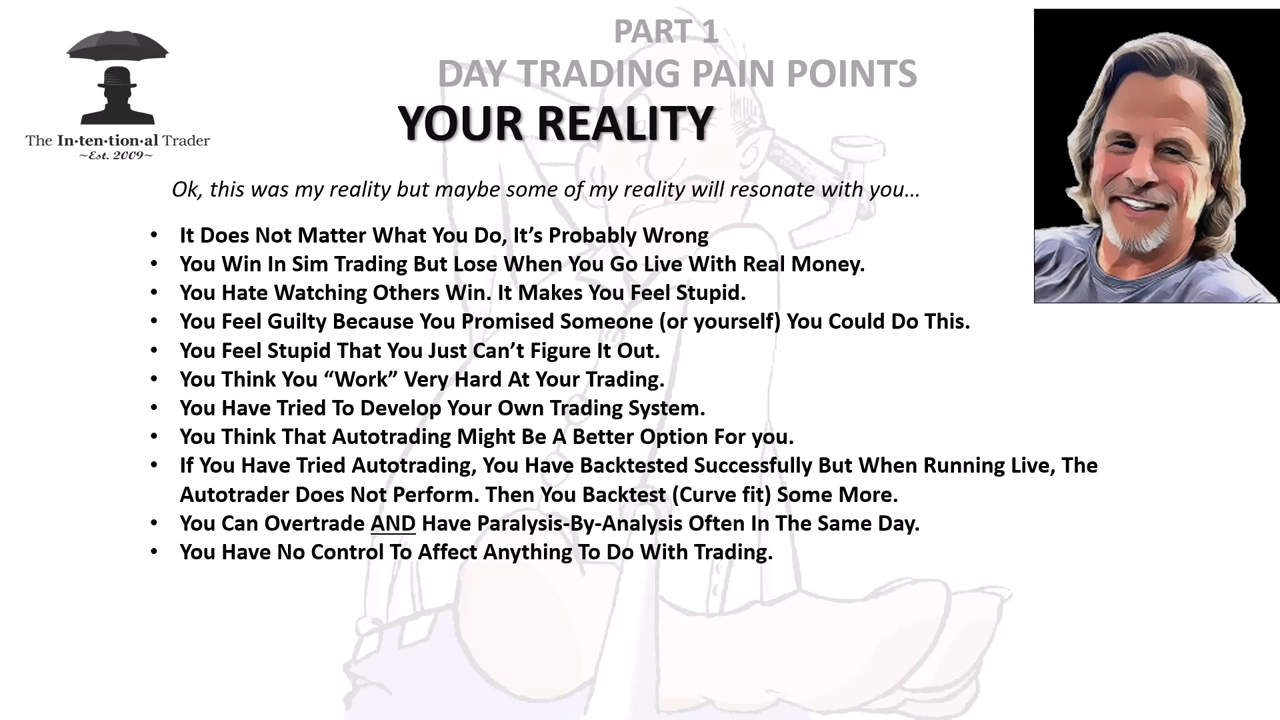 PART 1
DAY TRADING PAIN POINTS
YOUR REALITY
The In·ten·tion·al Trader
~Est. 2009~
Ok, this was my reality but maybe some of my reality will resonate with you…
• It Does Not Matter What You Do, It’s Probably Wrong
• You Win In Sim Trading But Lose When You Go Live With Real Money.
• You Hate Watching Others Win. It Makes You Feel Stupid.
• You Feel Guilty Because You Promised Someone (or yourself) You Could Do This.
• You Feel Stupid That You Just Can’t Figure It Out.
• You Think You “Work” Very Hard At Your Trading.
• You Have Tried To Develop Your Own Trading System.
• You Think That Autotrading Might Be A Better Option For you.
• If You Have Tried Autotrading, You Have Backtested Successfully But When Running Live, The
Autotrader Does Not Perform. Then You Backtest (Curve fit) Some More.
• You Can Overtrade AND Have Paralysis-By-Analysis Often In The Same Day.
• You Have No Control To Affect Anything To Do With Trading.